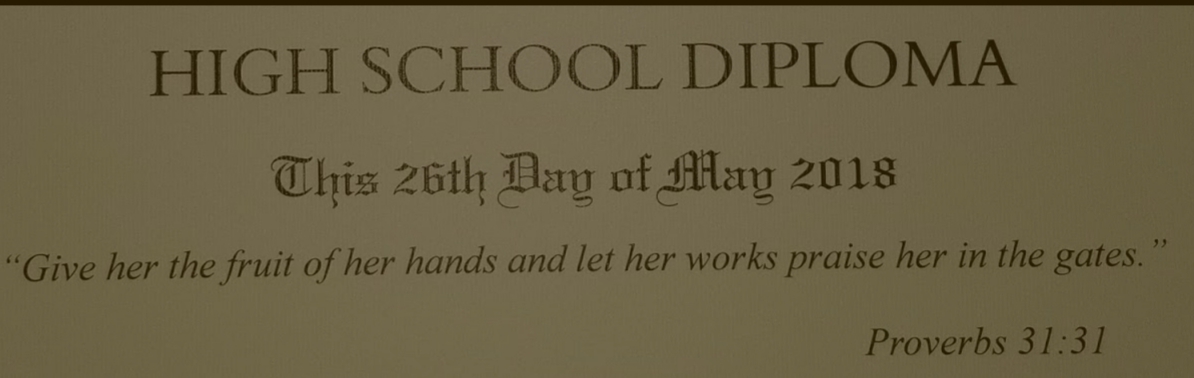 HIGH SCHOOL DIPLOMA
This 26th Day of May 2018
“Give her the fruit of her hands and let her works praise her in the gates.”
Proverbs 31:31